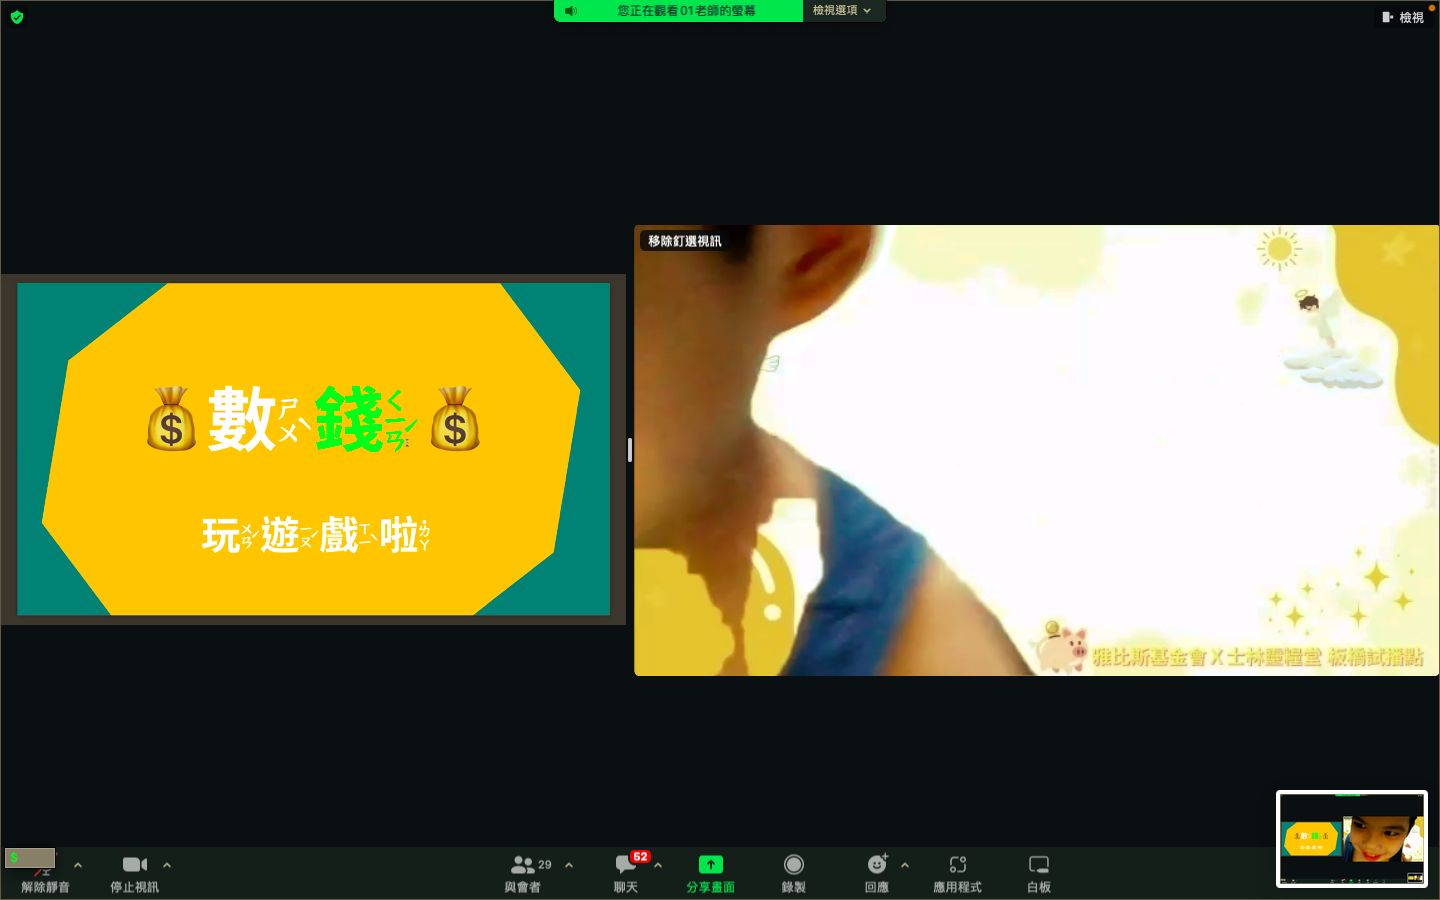 您正在觀看01老師的螢幕
檢視選項
檢視
移除釘選視訊
數ㄕㄨˋ錢ㄑㄧㄢˊ
玩ㄨㄢˊ遊ㄧㄡˊ戲ㄒㄧˋ啦˙ㄌㄚ
雅比斯基金會 X 士林靈糧堂 板橋試播點
$
解除靜音
停止視訊
29
與會者
52
聊天
分享畫面
錄製
回應
應用程式
白板